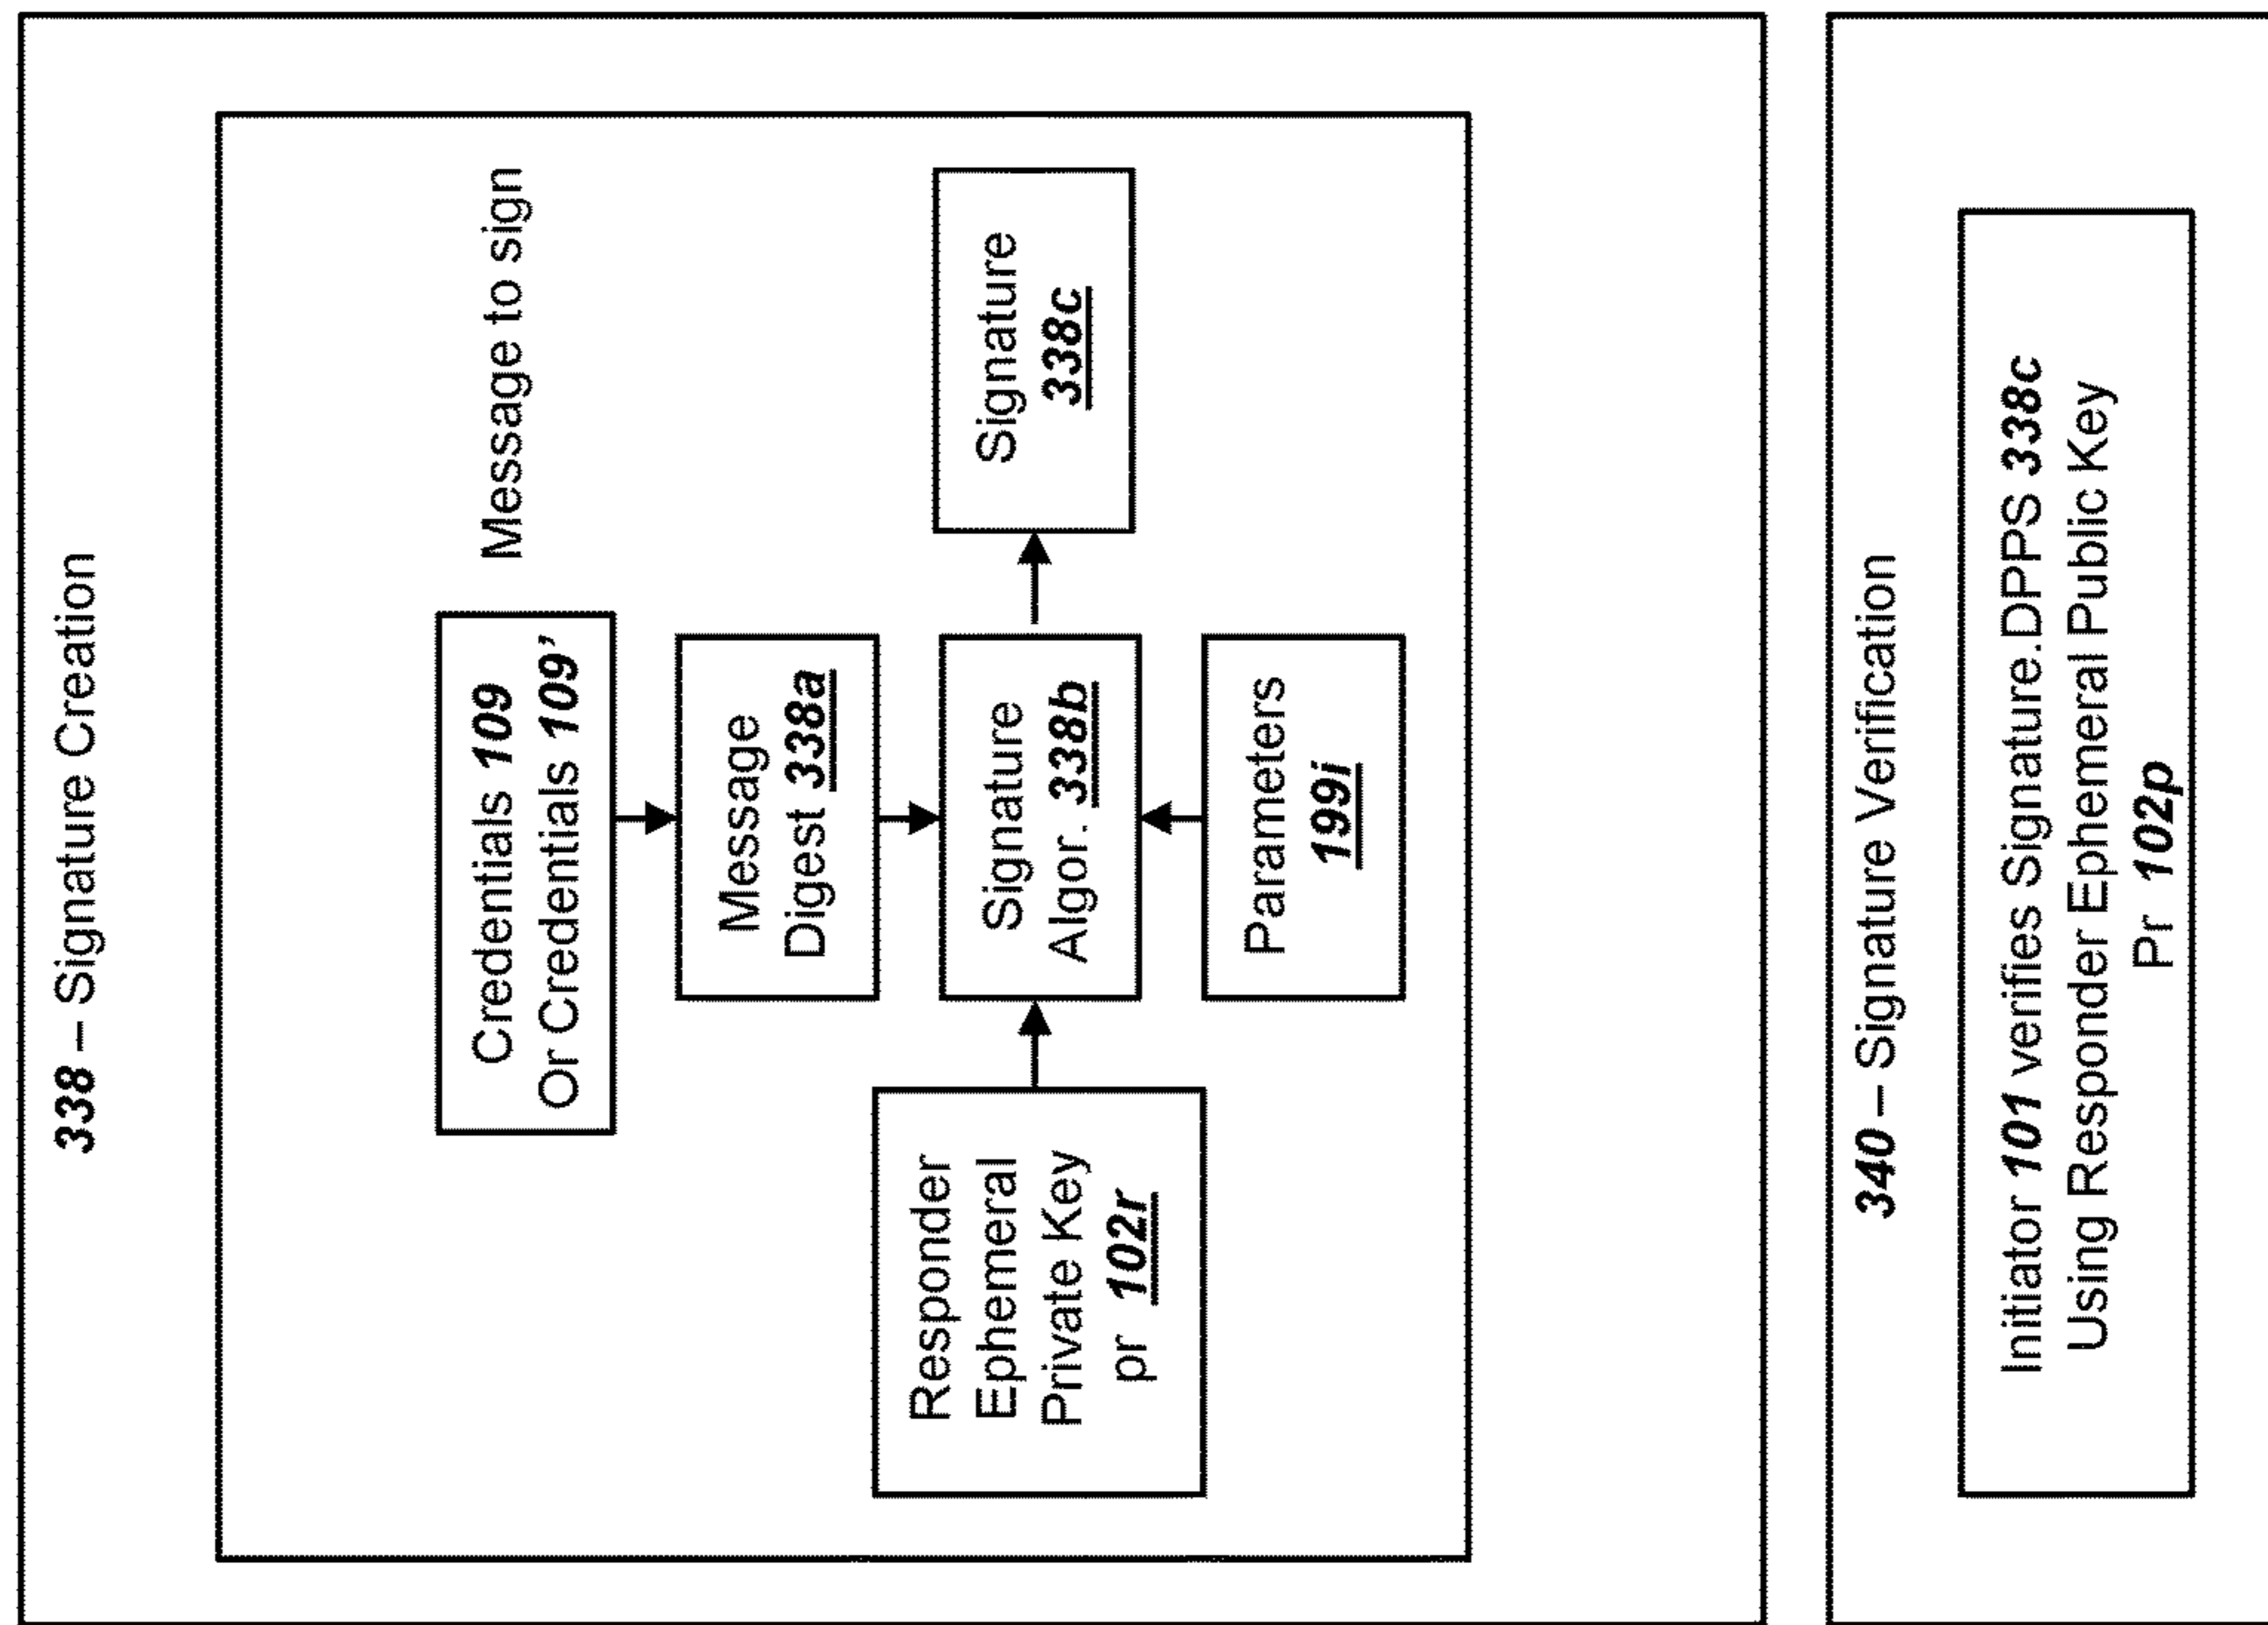 338 – Signature Creation
Credentials 109
Or Credentials 109’
Message to sign
Message
Digest 338a
Responder
Ephemeral
Private Key
pr 102r
Signature
Algor. 338b
Signature
338c
Parameters
199i
340 – Signature Verification
Initiator 101 verifies Signature.DPPS 338c
Using Responder Ephemeral Public Key
Pr 102p